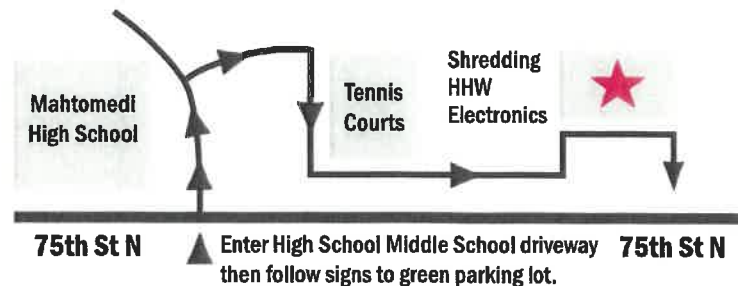 Mahtomedi
High School
Tennis
Courts
Shredding
HHW
Electronics
75th St N
Enter High School Middle School driveway
then follow signs to green parking lot.
75th St N